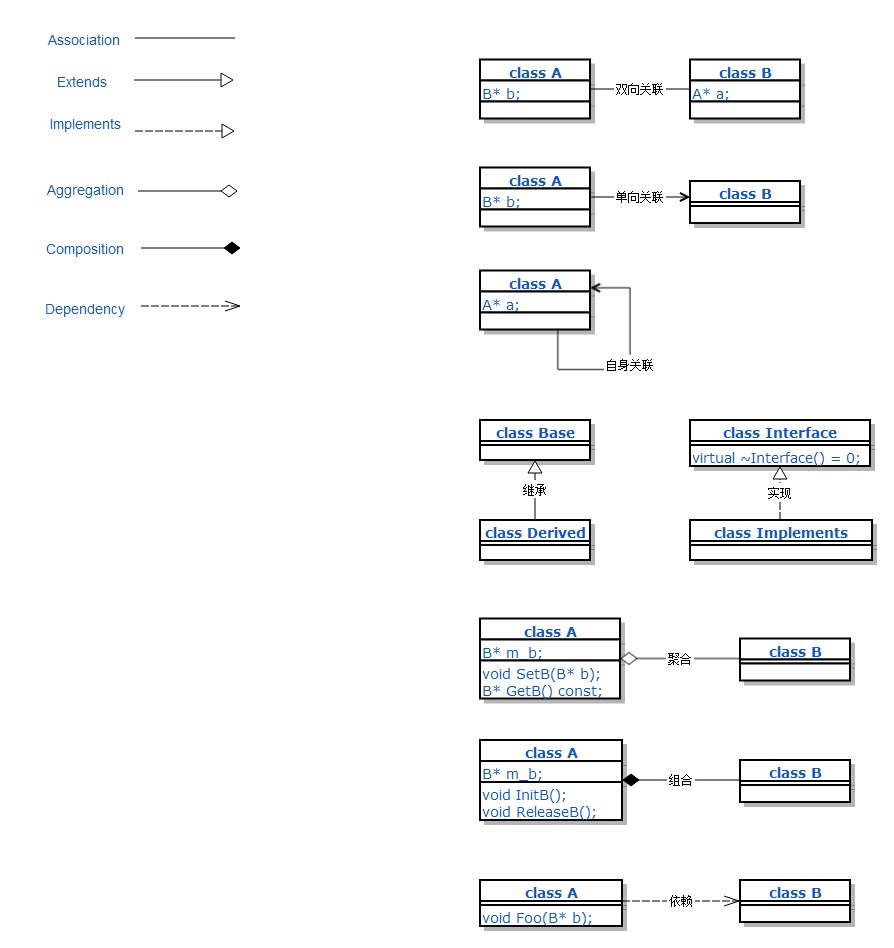 Association
Extends
Implements
Aggregation
Composition
Dependency
class A
B* b;
双向关联
class B
A* a;
class A
B* b;
单向关联
class B
class A
A* a;
自身关联
class Base
继承
class Derived
class Interface
virtual ~Interface() = 0;
实现
class Implements
class A
B* m_b;
void SetB(B* b);
B* GetB() const;
聚合
class B
class A
B* m_b;
void InitB();
void ReleaseB();
组合
class B
class A
void Foo(B* b);
依赖
class B